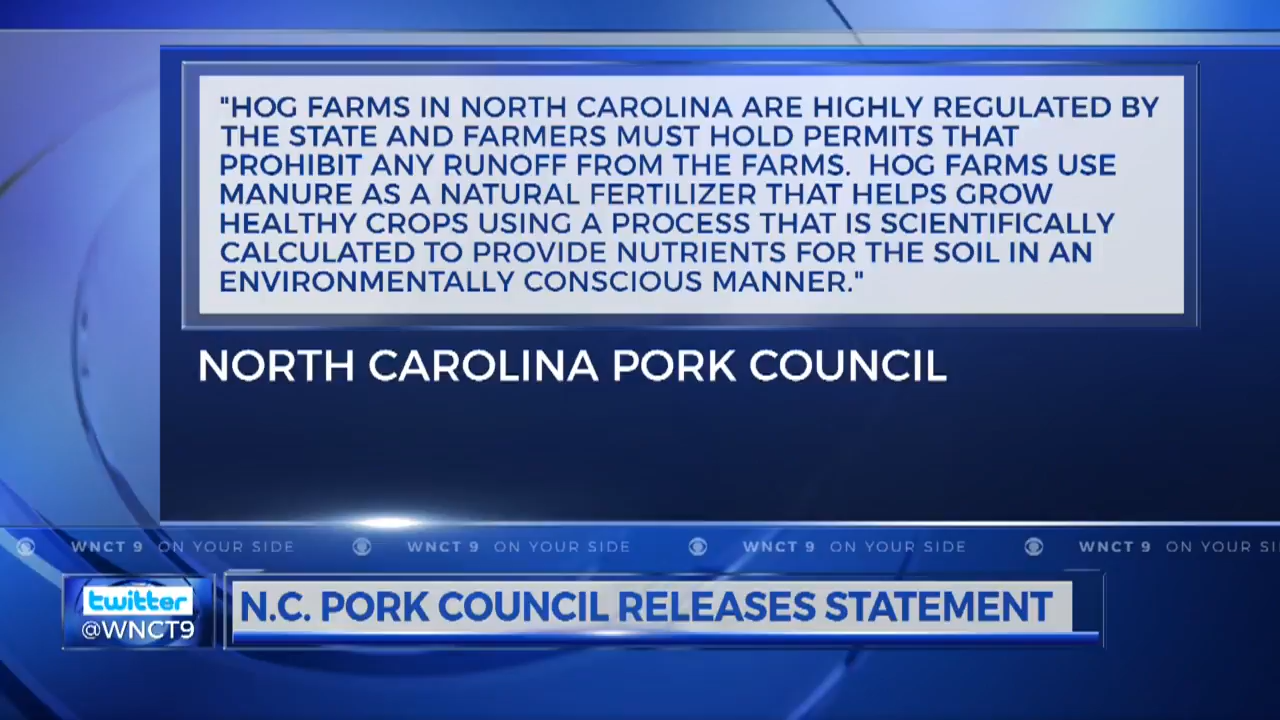 "HOG FARMS IN NORTH CAROLINA ARE HIGHLY REGULATED BY
THE STATE AND FARMERS MUST HOLD PERMITS THAT
PROHIBIT ANY RUNOFF FROM THE FARMS.  HOG FARMS USE
MANURE AS A NATURAL FERTILIZER THAT HELPS GROW
HEALTHY CROPS USING A PROCESS THAT IS SCIENTIFICALLY
CALCULATED TO PROVIDE NUTRIENTS FOR THE SOIL IN AN
ENVIRONMENTALLY CONSCIOUS MANNER."
NORTH CAROLINA PORK COUNCIL
WNCT 9 ON YOUR SIDE WNCT 9 ON YOUR SIDE WNCT 9 ON YOUR SIDE WNCT 9 ON YOUR SI
twitter
@WNCT9
N.C. PORK COUNCIL RELEASES STATEMENT